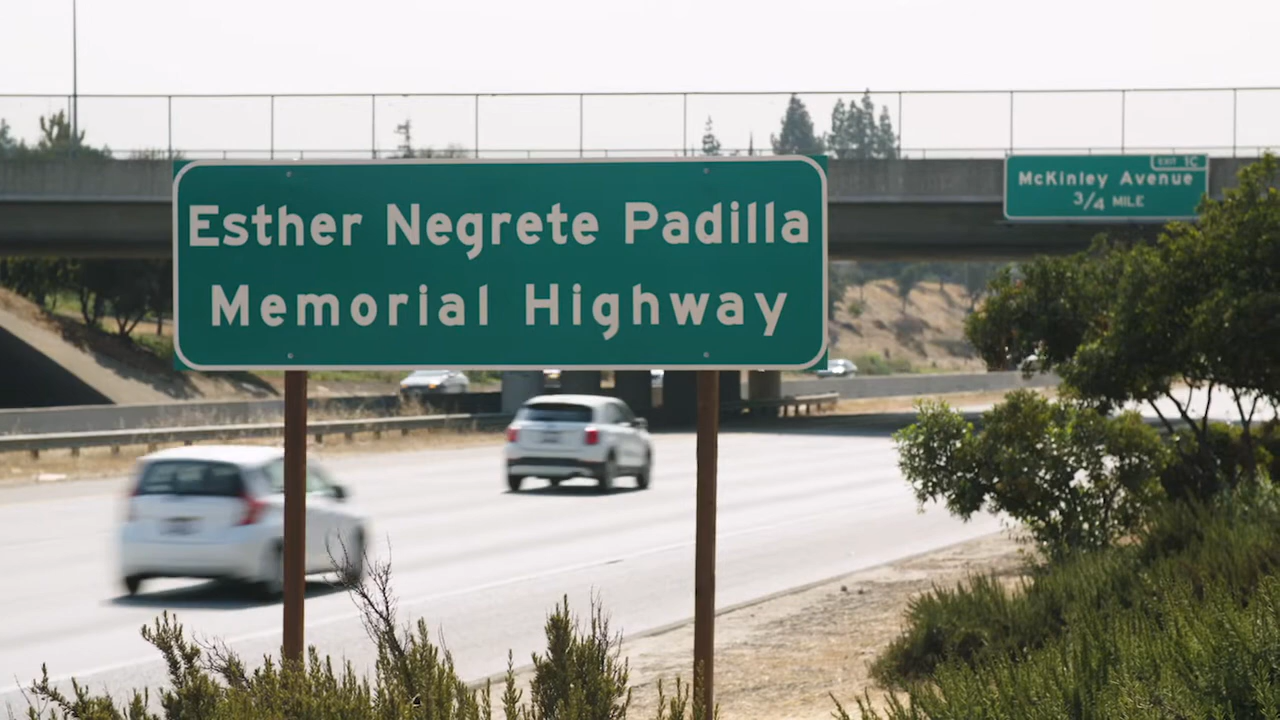 Esther Negrete Padilla
Memorial Highway
EXIT 1C
McKinley Avenue
3/4 MILE